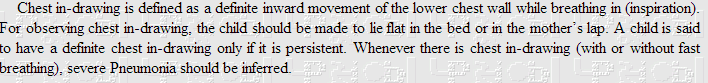 Chest in-drawing is defined as a definite inward movement of the lower chest wall while breathing in (inspiration).
For observing chest in-drawing, the child should be made to lie flat in the bed or in the mother's lap. A child is said
to have a definite chest in-drawing only if it is persistent. Whenever there is chest in-drawing (with or without fast
breathing), severe Pneumonia should be inferred.